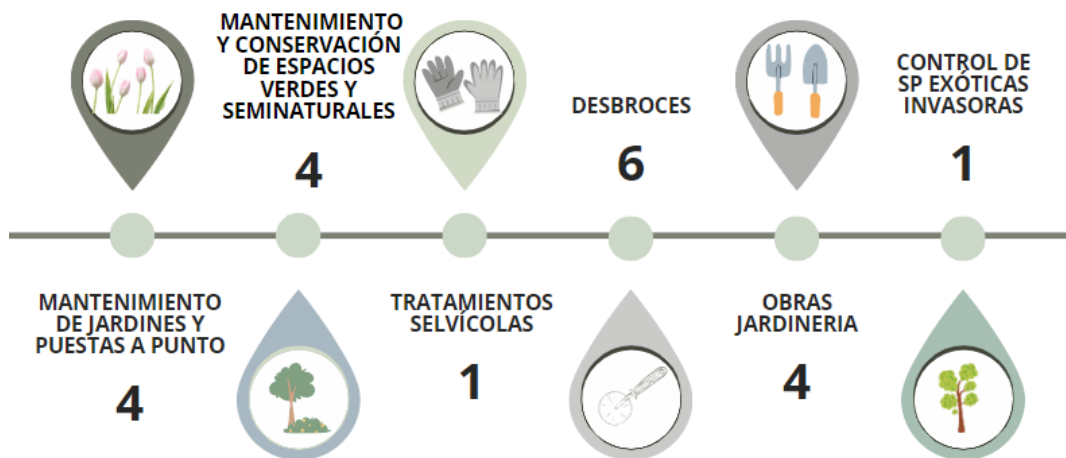 MANTENIMIENTO
Y CONSERVACIÓN
DE ESPACIOS
VERDES Y
SEMINATURALES
4
DESBROCES
6
CONTROL DE
SP EXÓTICAS
INVASORAS
1
MANTENIMIENTO
DE JARDINES Y
PUESTAS A PUNTO
4
TRATAMIENTOS
SELVÍCOLAS
1
OBRAS
JARDINERIA
4